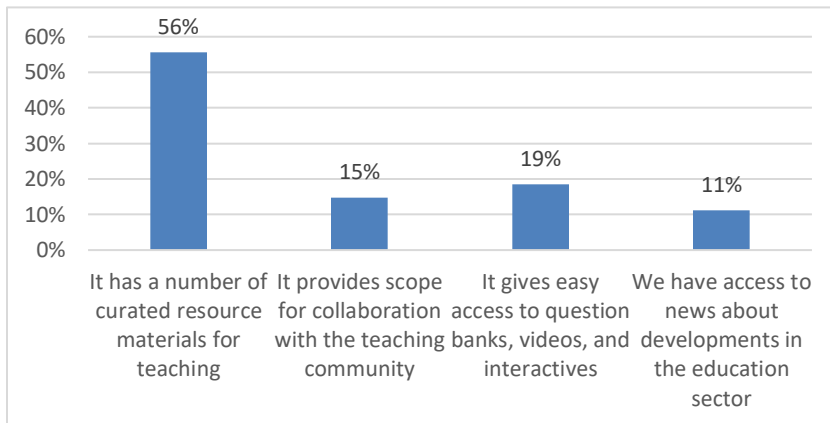 56%
60%
50%
40%
30%
20%
10%
0%
15%
19%
11%
It has a number of
curated resource
materials for
teaching
It provides scope
for collaboration
with the teaching
community
It gives easy
access to question
banks, videos, and
interactives
We have access to
news about
developments in
the education
sector